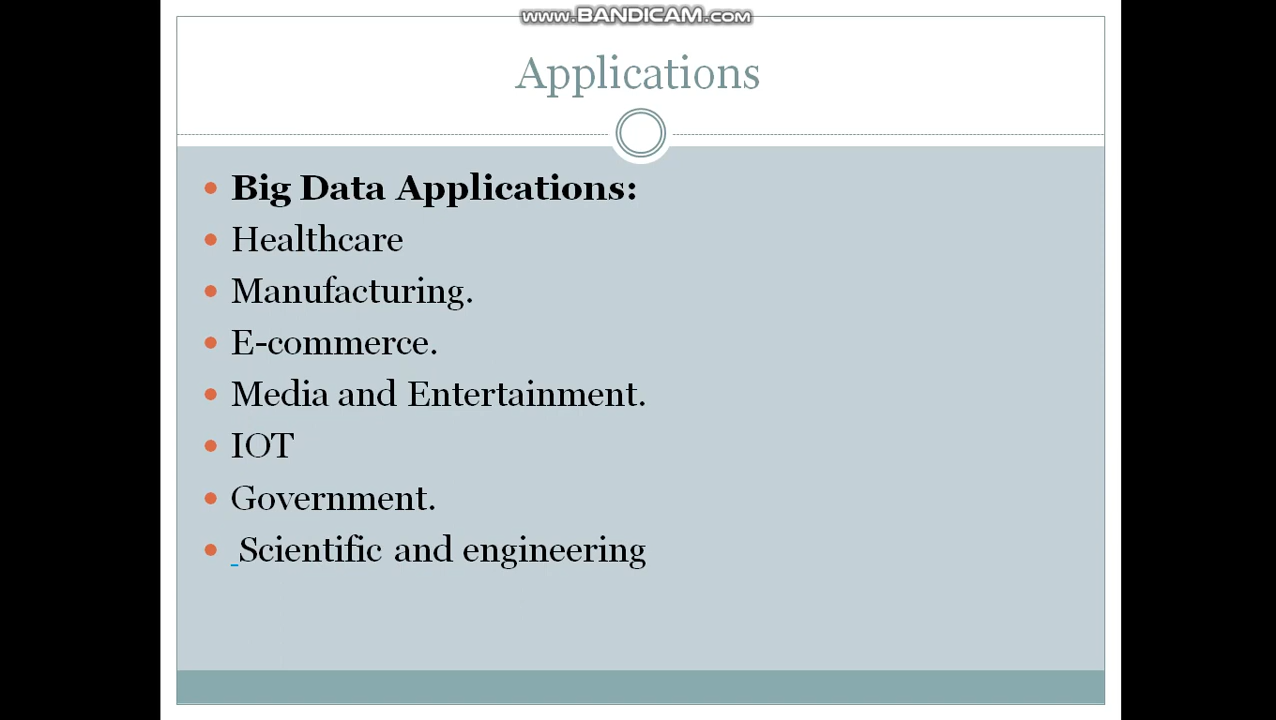 www.BANDICAM.com
Applications
Big Data Applications:
Healthcare
Manufacturing.
E-commerce.
Media and Entertainment.
IOT
Government.
Scientific and engineering